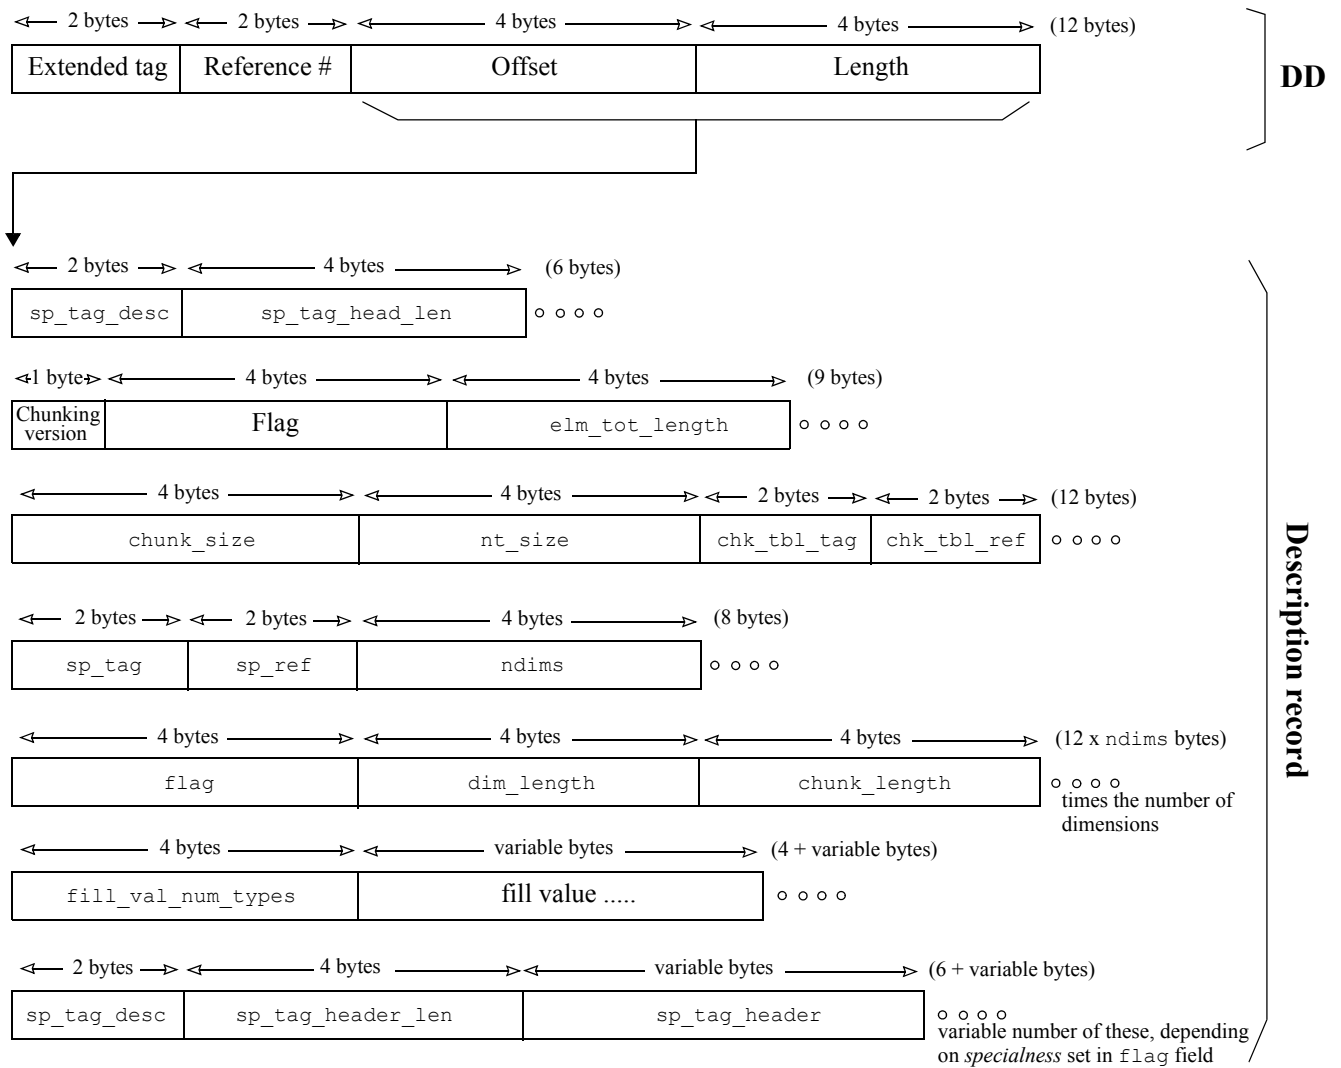 2 bytes 2 bytes 4 bytes 4 bytes (12 bytes)
Extended tag Reference # Offset Length
DD
2 bytes 4 bytes (6 bytes)
sp_tag_desc sp_tag_head_len
1 byte 4 bytes 4 bytes (9 bytes)
Chunking version Flag elm_tot_length
4 bytes 4 bytes 2 bytes 2 bytes (12 bytes)
chunk_size nt_size chk_tbl_tag chk_tbl_ref
2 bytes 2 bytes 4 bytes (8 bytes)
sp_tag sp_ref ndims
4 bytes 4 bytes 4 bytes (12 x ndims bytes)
flag dim_length chunk_length
times the number of
dimensions
4 bytes variable bytes (4 + variable bytes)
fill_val_num_types fill value .....
2 bytes 4 bytes variable bytes (6 + variable bytes)
sp_tag_desc sp_tag_header_len sp_tag_header
variable number of these, depending
on specialness set in flag field
Description record